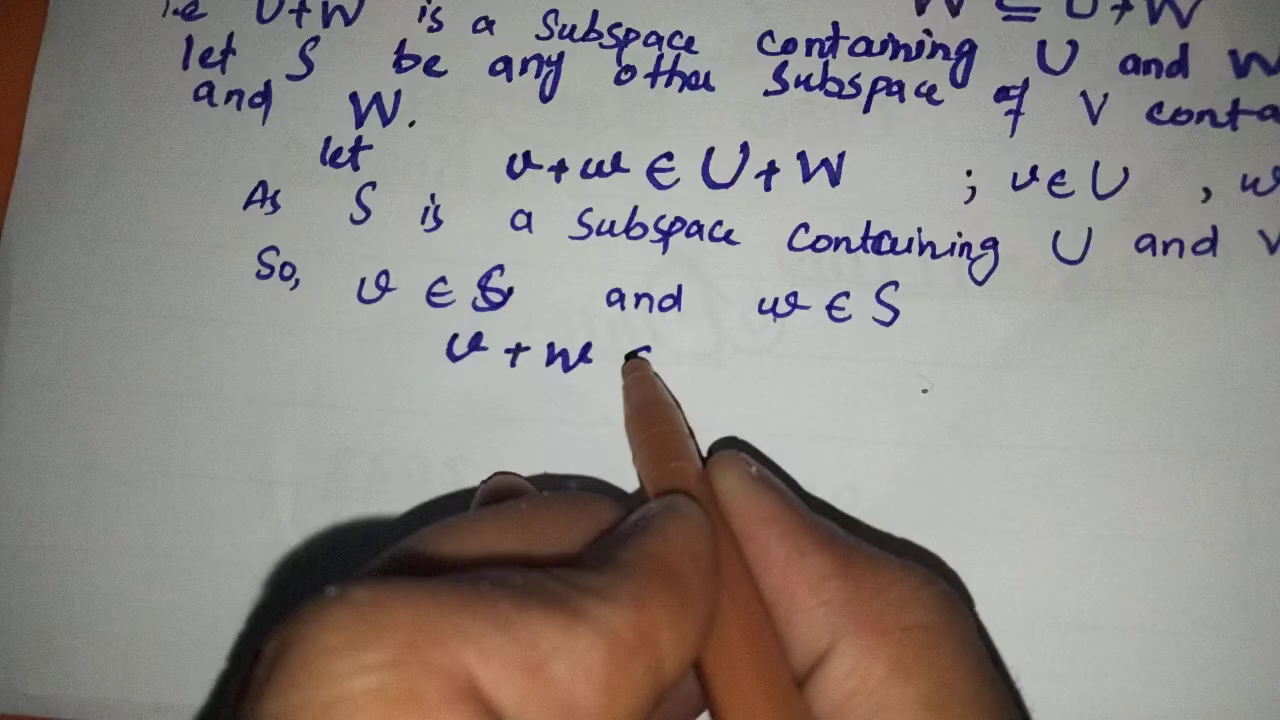 i.e U+W is a Subspace containing U and W
W ⊆ U+W
let S be any other Subspace of V conta
and W.
let u+w ∈ U+W ; u∈U , w
As S is a Subspace Containing U and
So, u ∈ S and w ∈ S
u + w